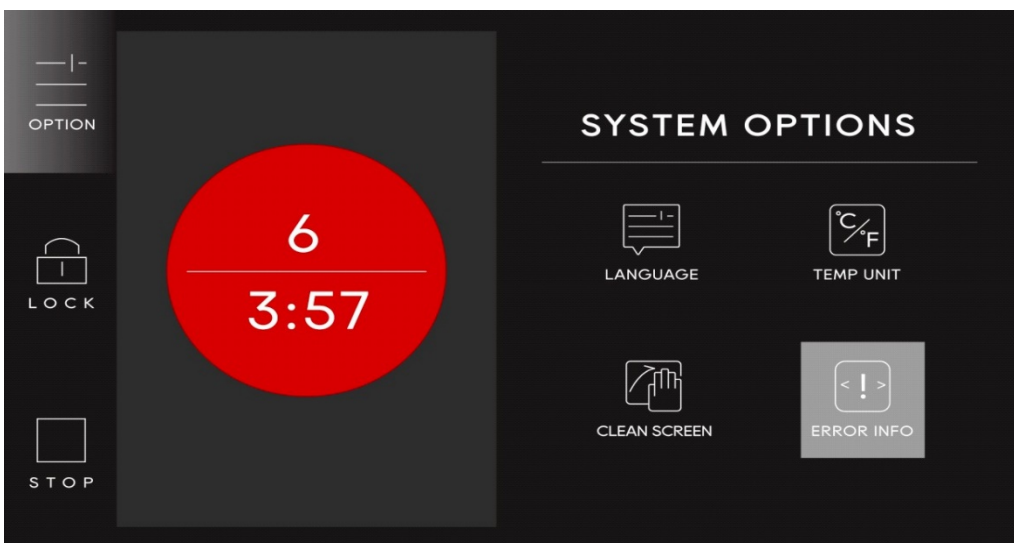 OPTION
LOCK
STOP
6
3:57
SYSTEM OPTIONS
LANGUAGE
°C/°F
TEMP UNIT
CLEAN SCREEN
< ! >
ERROR INFO